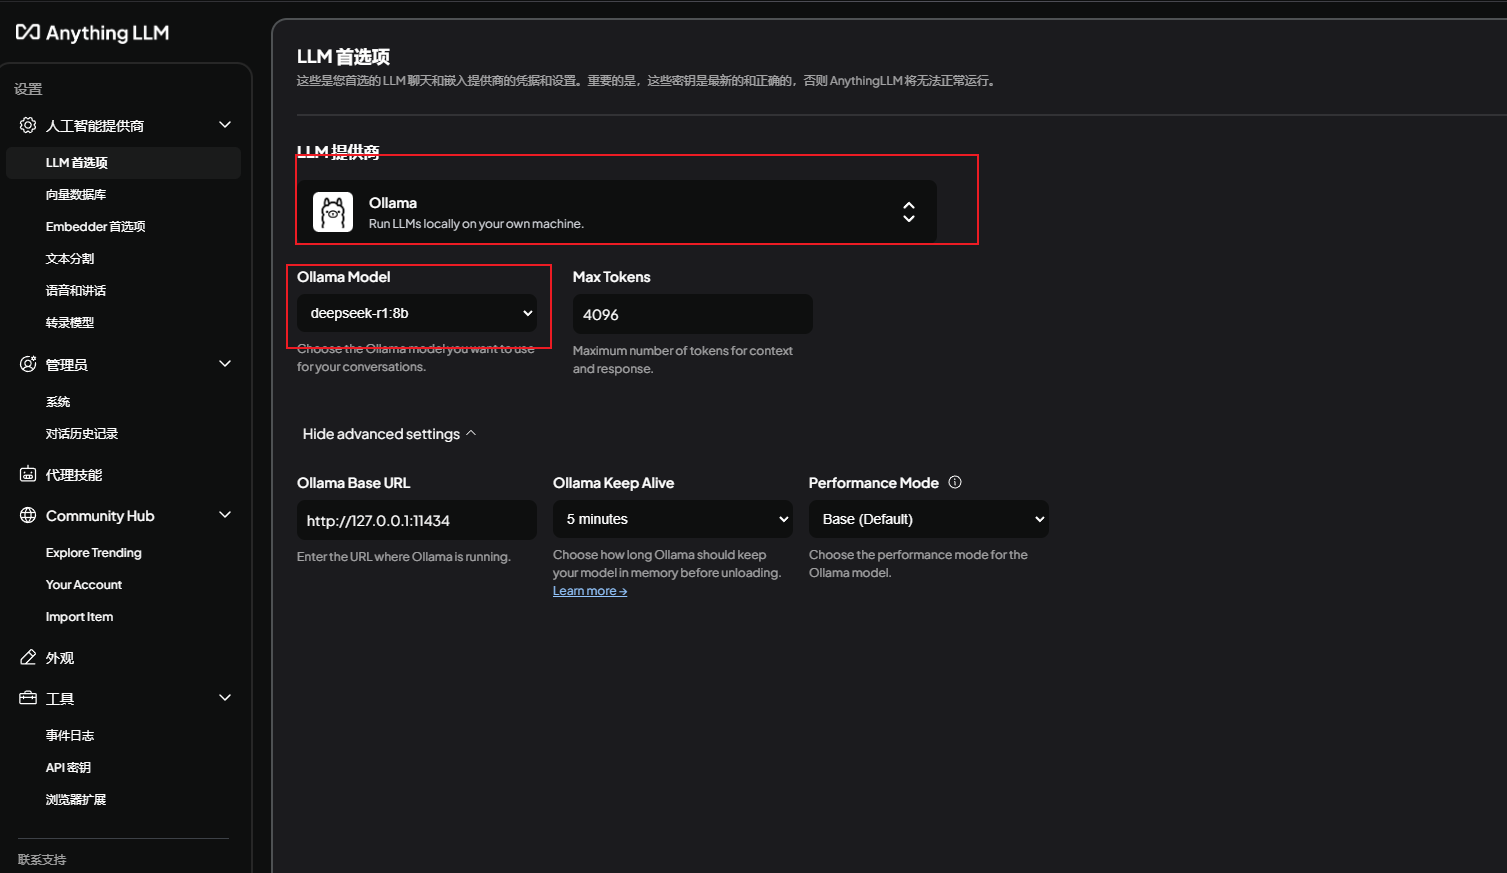 Anything LLM
设置
人工智能提供商
LLM 首选项
向量数据库
Embedder 首选项
文本分割
语音和讲话
转录模型
管理员
系统
对话历史记录
代理技能
Community Hub
Explore Trending
Your Account
Import Item
外观
工具
事件日志
API 密钥
浏览器扩展
联系支持
LLM 首选项
这些是您首选的 LLM 聊天和嵌入提供商的凭据和设置。重要的是，这些密钥是最新的和正确的，否则 AnythingLLM 将无法正常运行。
LLM 提供商
Ollama
Run LLMs locally on your own machine.
Ollama Model
deepseek-r1:8b
Choose the Ollama model you want to use
for your conversations.
Max Tokens
4096
Maximum number of tokens for context
and response.
Hide advanced settings
Ollama Base URL
http://127.0.0.1:11434
Enter the URL where Ollama is running.
Ollama Keep Alive
5 minutes
Choose how long Ollama should keep
your model in memory before unloading.
Learn more →
Performance Mode
Base (Default)
Choose the performance mode for the
Ollama model.